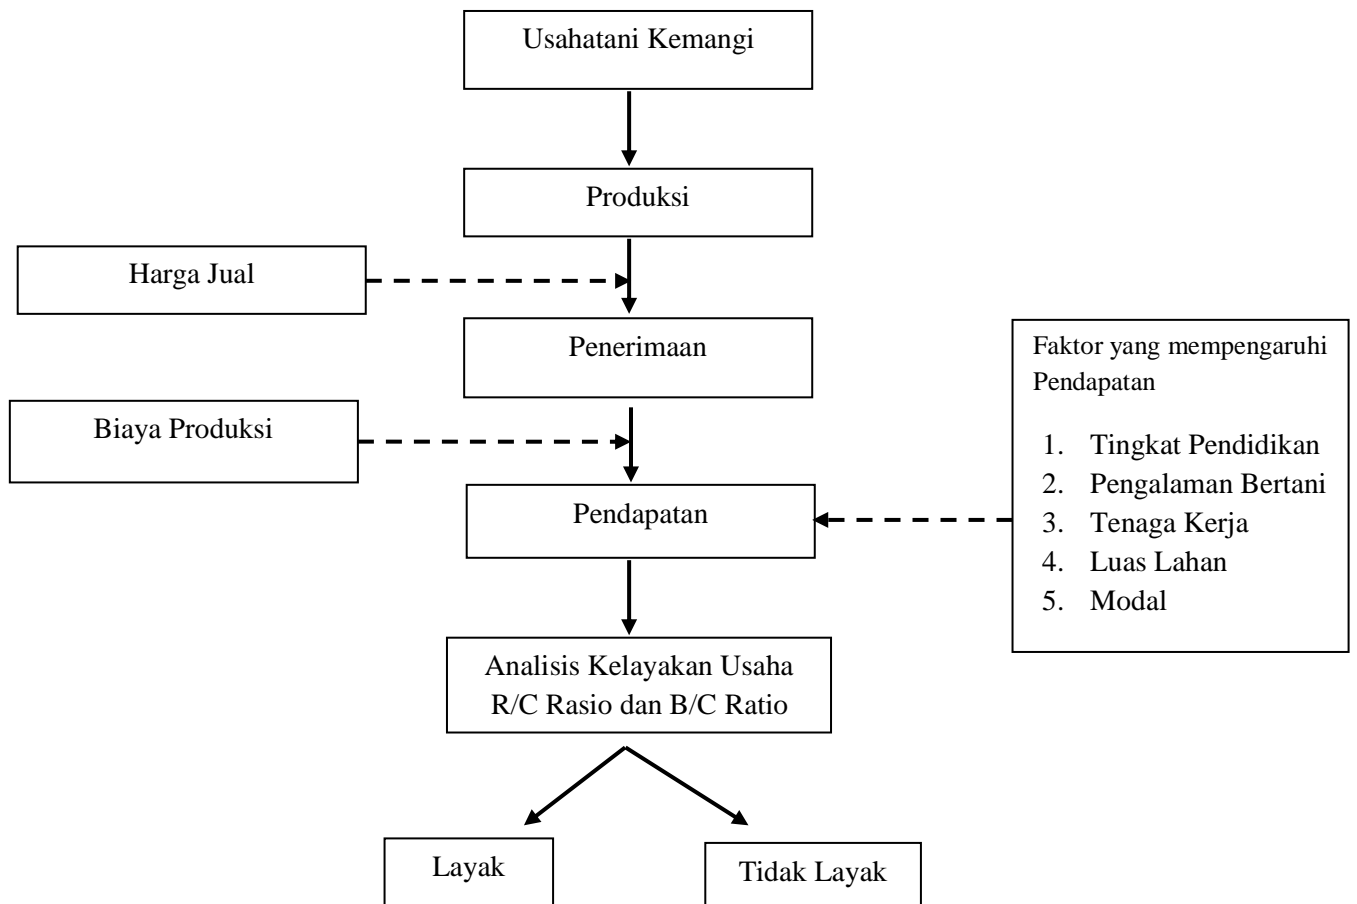 Usahatani Kemangi
Produksi
Harga Jual
Penerimaan
Faktor yang mempengaruhi
Pendapatan
1. Tingkat Pendidikan
2. Pengalaman Bertani
3. Tenaga Kerja
4. Luas Lahan
5. Modal
Biaya Produksi
Pendapatan
Analisis Kelayakan Usaha
R/C Rasio dan B/C Ratio
Layak
Tidak Layak